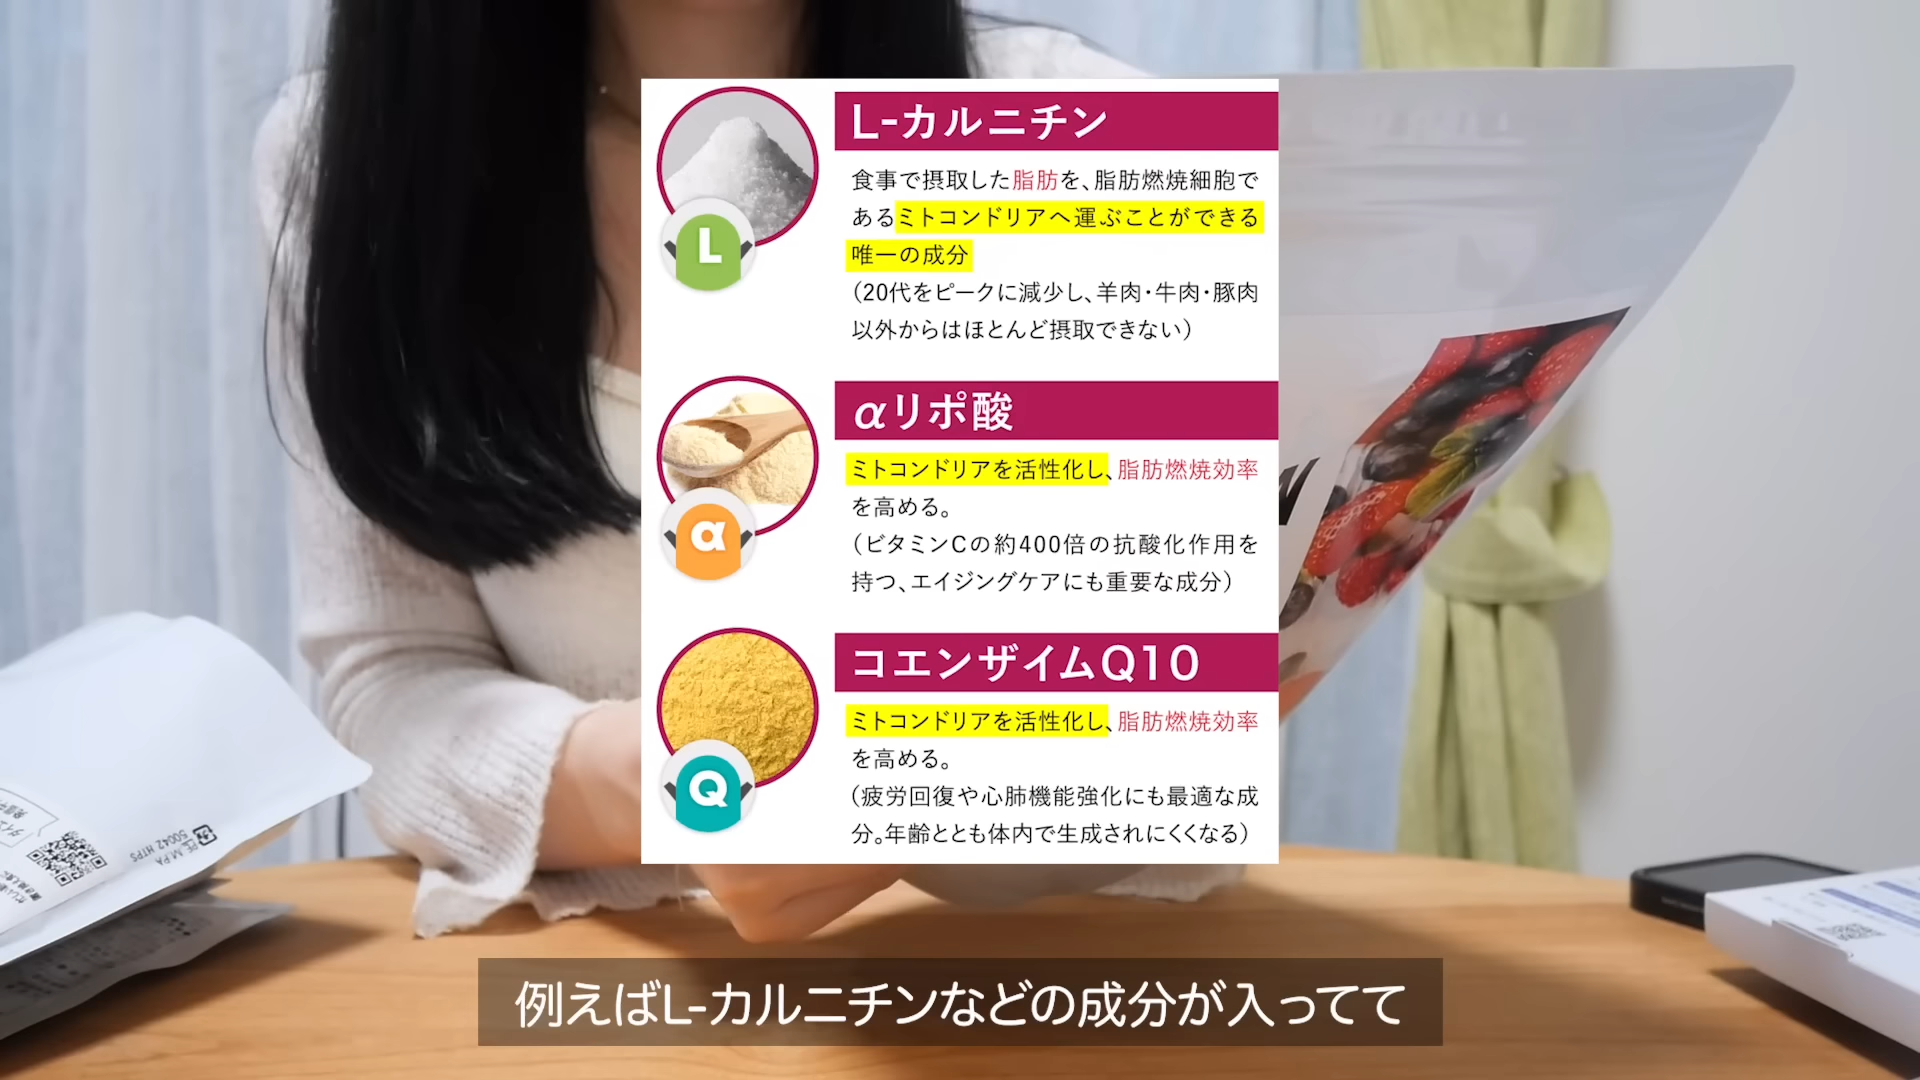 L-カルニチン
食事で摂取した脂肪を、脂肪燃焼細胞で
あるミトコンドリアへ運ぶことができる
唯一の成分
（20代をピークに減少し、羊肉・牛肉・豚肉
以外からはほとんど摂取できない）
L
αリポ酸
ミトコンドリアを活性化し、脂肪燃焼効率
を高める。
（ビタミンCの約400倍の抗酸化作用を
持つ、エイジングケアにも重要な成分）
α
コエンザイムQ10
ミトコンドリアを活性化し、脂肪燃焼効率
を高める。
（疲労回復や心肺機能強化にも最適な成
分。年齢ととも体内で生成されにくくなる）
Q
50042 HTPS
PE, M, PA
例えばL-カルニチンなどの成分が入ってて